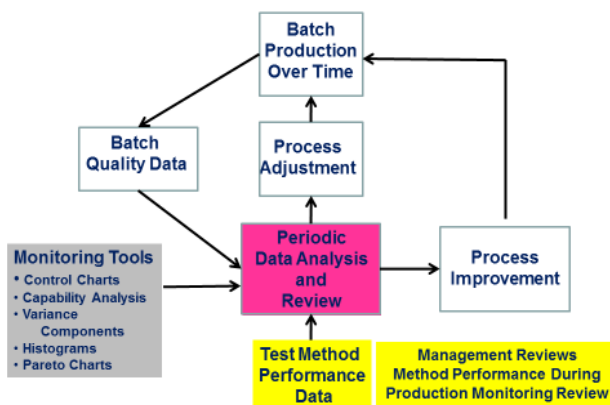 Batch
Production
Over Time
Batch
Quality Data
Process
Adjustment
Periodic
Data Analysis
and
Review
Process
Improvement
Monitoring Tools
• Control Charts
• Capability Analysis
• Variance
Components
• Histograms
• Pareto Charts
Test Method
Performance
Data
Management Reviews
Method Performance During
Production Monitoring Review